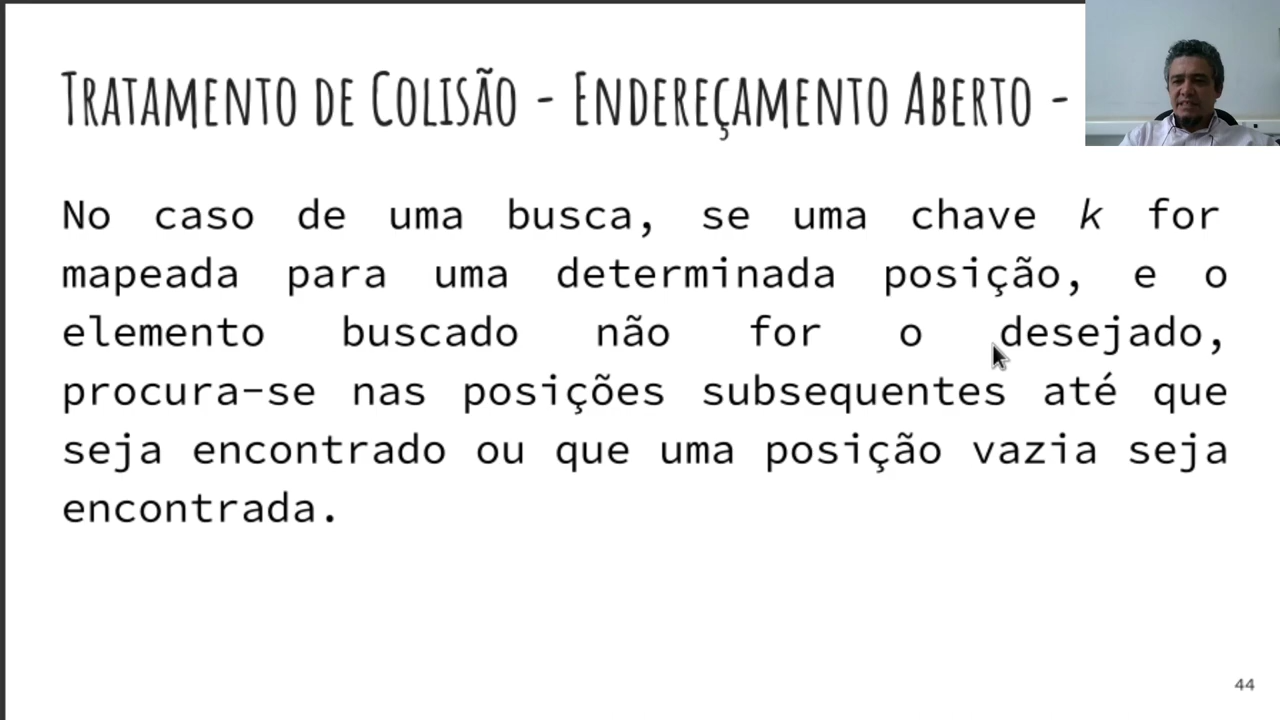 Tratamento de Colisão - Endereçamento Aberto -
No caso de uma busca, se uma chave k for
mapeada para uma determinada posição, e o
elemento buscado não for o desejado,
procura-se nas posições subsequentes até que
seja encontrado ou que uma posição vazia seja
encontrada.
44